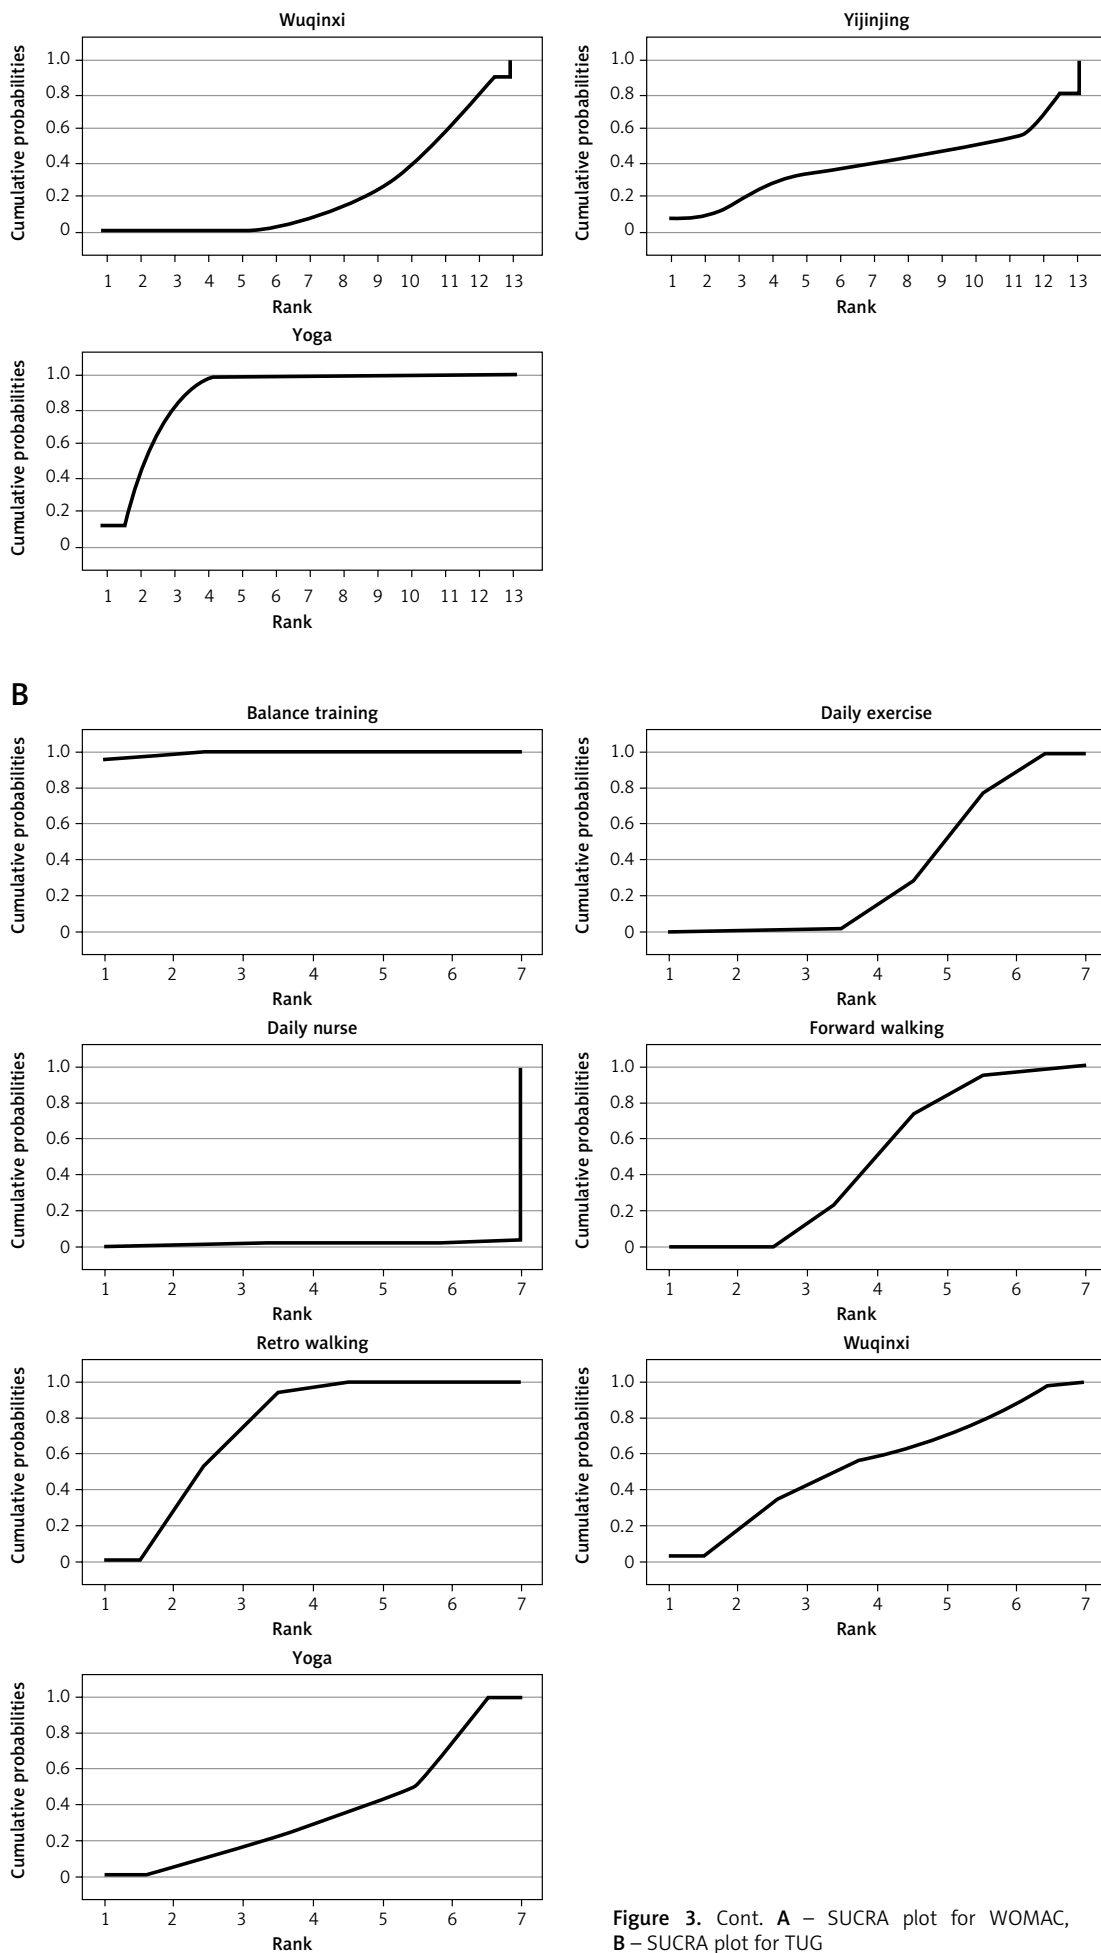 Wuqinxi
Cumulative probabilities
1.0
0.8
0.6
0.4
0.2
0
1 2 3 4 5 6 7 8 9 10 11 12 13
Rank
Yijinjing
Cumulative probabilities
1.0
0.8
0.6
0.4
0.2
0
1 2 3 4 5 6 7 8 9 10 11 12 13
Rank
Yoga
Cumulative probabilities
1.0
0.8
0.6
0.4
0.2
0
1 2 3 4 5 6 7 8 9 10 11 12 13
Rank
B
Balance training
Cumulative probabilities
1.0
0.8
0.6
0.4
0.2
0
1 2 3 4 5 6 7
Rank
Daily exercise
Cumulative probabilities
1.0
0.8
0.6
0.4
0.2
0
1 2 3 4 5 6 7
Rank
Daily nurse
Cumulative probabilities
1.0
0.8
0.6
0.4
0.2
0
1 2 3 4 5 6 7
Rank
Forward walking
Cumulative probabilities
1.0
0.8
0.6
0.4
0.2
0
1 2 3 4 5 6 7
Rank
Retro walking
Cumulative probabilities
1.0
0.8
0.6
0.4
0.2
0
1 2 3 4 5 6 7
Rank
Wuqinxi
Cumulative probabilities
1.0
0.8
0.6
0.4
0.2
0
1 2 3 4 5 6 7
Rank
Yoga
Cumulative probabilities
1.0
0.8
0.6
0.4
0.2
0
1 2 3 4 5 6 7
Rank
Figure 3. Cont. A – SUCRA plot for WOMAC,
B – SUCRA plot for TUG